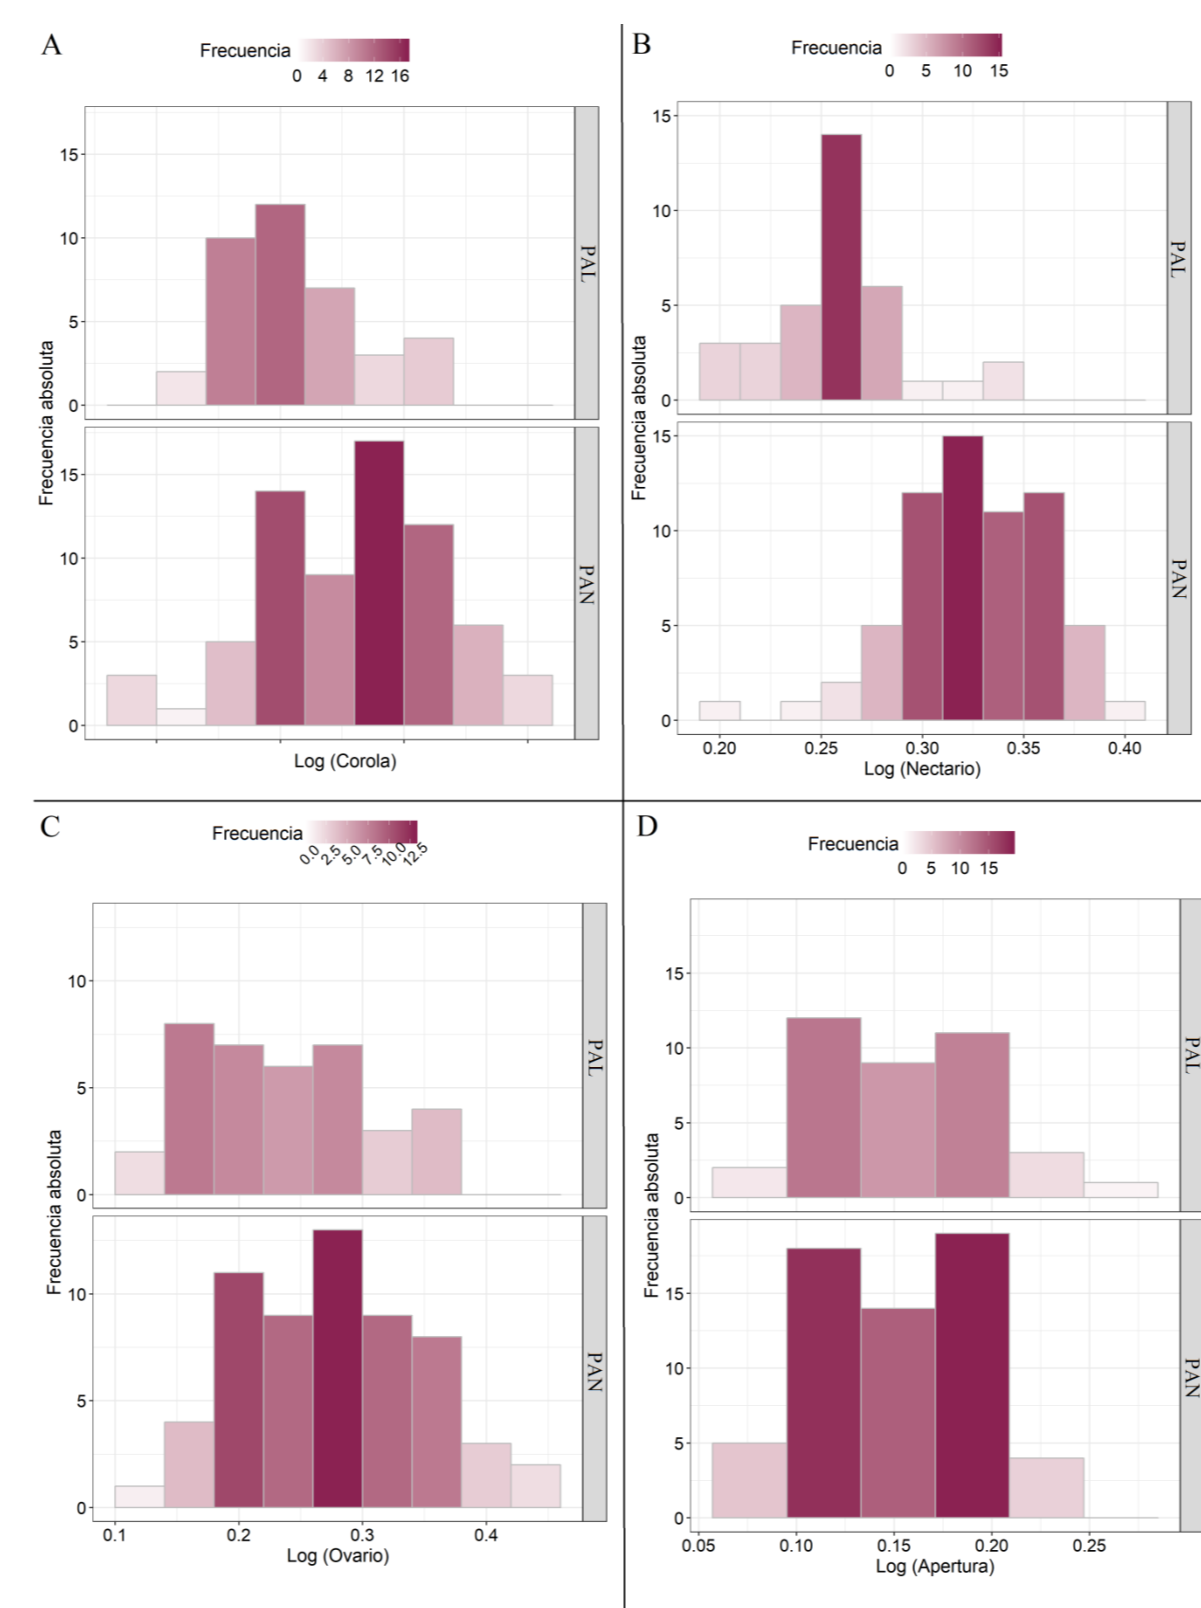 A
Frecuencia
0 4 8 12 16
15
10
5
0
PAL
Frecuencia absoluta
15
10
5
0
PAN
Log (Corola)
B
Frecuencia
0 5 10 15
15
10
5
0
PAL
Frecuencia absoluta
15
10
5
0
PAN
0.20 0.25 0.30 0.35 0.40
Log (Nectario)
C
Frecuencia
0.0 2.5 5.0 7.5 10.0 12.5
10
5
0
PAL
Frecuencia absoluta
10
5
0
PAN
0.1 0.2 0.3 0.4
Log (Ovario)
D
Frecuencia
0 5 10 15
15
10
5
0
PAL
Frecuencia absoluta
15
10
5
0
PAN
0.05 0.10 0.15 0.20 0.25
Log (Apertura)